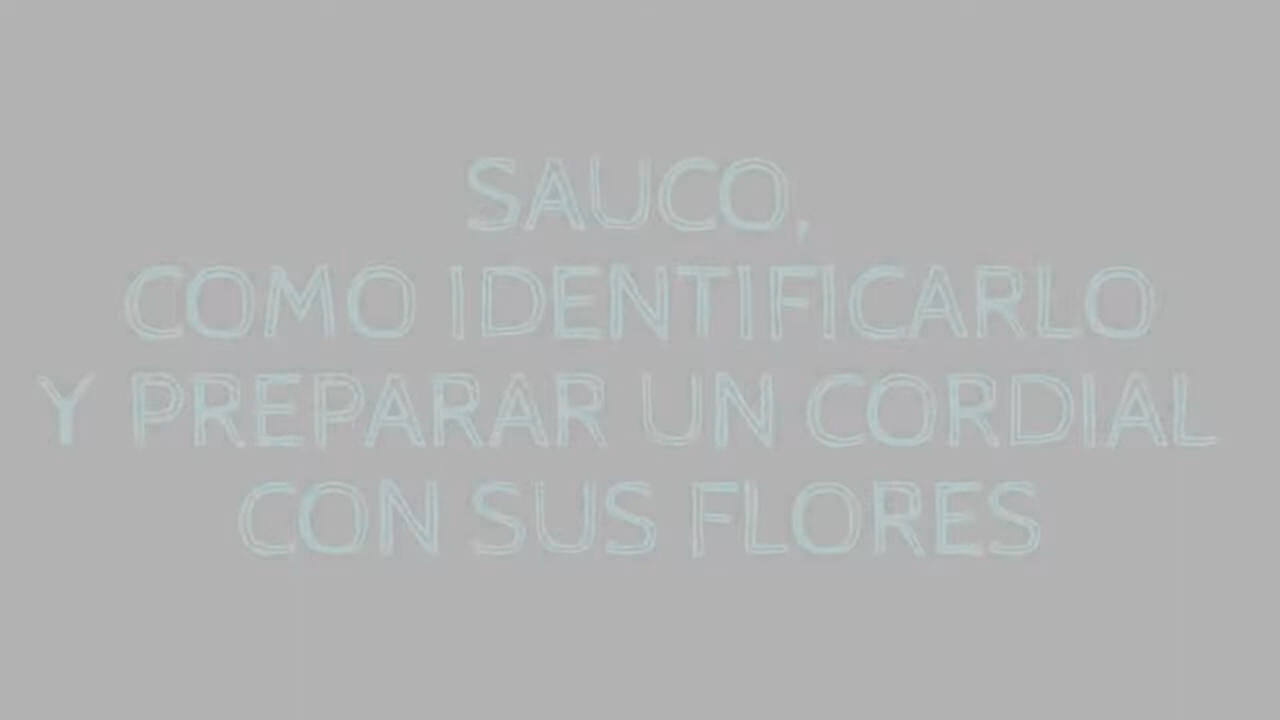 SAUCO,
COMO IDENTIFICARLO
Y PREPARAR UN CORDIAL
CON SUS FLORES